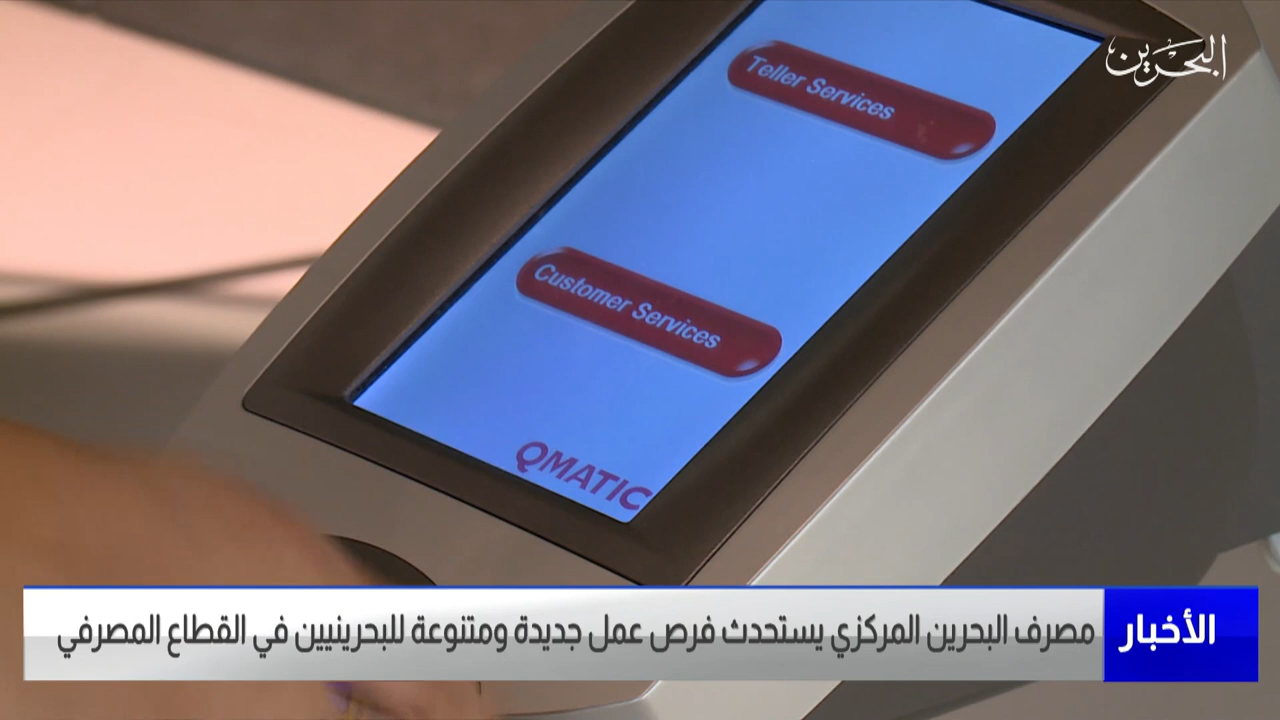 البحرين
Teller Services
Customer Services
QMATIC
الأخبار
مصرف البحرين المركزي يستحدث فرص عمل جديدة ومتنوعة للبحرينيين في القطاع المصرفي